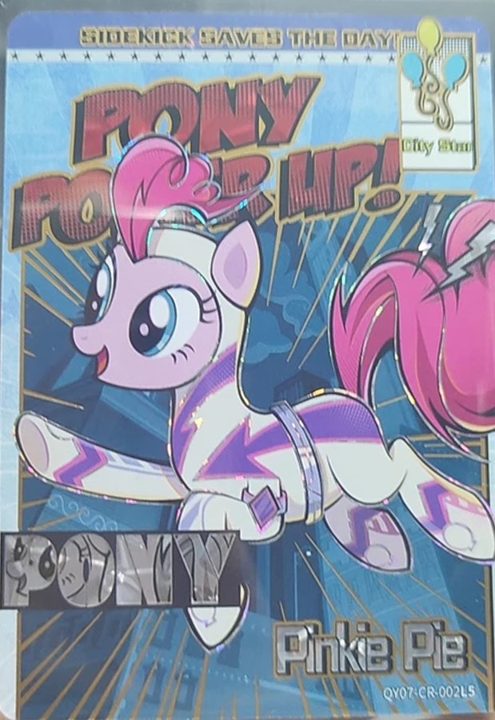 SIDEKICK SAVES THE DAY!
City Star
PONY
POWER UP!
PONY
Pinkie Pie
QY07-CR-002L5